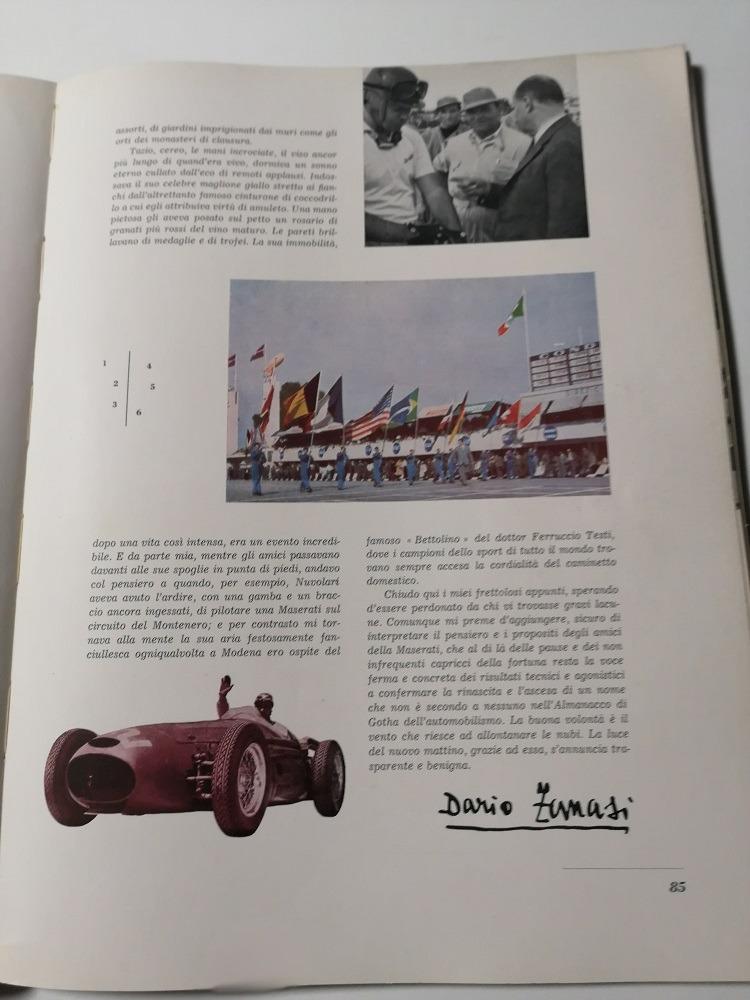 assorti, di giardini imprigionati dai muri come gli
orti dei monasteri di clausura.
Tazio, cereo, le mani incrociate, il viso ancor
più lungo di quand'era vivo, dormiva un sonno
eterno cullato dall'eco di remoti applausi. Indos-
sava il suo celebre maglione giallo stretto ai fian-
chi dall'altrettanto famoso cinturone di coccodril-
lo a cui egli attribuiva virtù di amuleto. Una mano
pietosa gli aveva posato sul petto un rosario di
granati più rossi del vino maturo. Le pareti bril-
lavano di medaglie e di trofei. La sua immobilità,
1
2
3
4
5
6
dopo una vita così intensa, era un evento incredi-
bile. E da parte mia, mentre gli amici passavano
davanti alle sue spoglie in punta di piedi, andavo
col pensiero a quando, per esempio, Nuvolari
aveva avuto l'ardire, con una gamba e un brac-
cio ancora ingessati, di pilotare una Maserati sul
circuito del Montenero; e per contrasto mi tor-
nava alla mente la sua aria festosamente fan-
ciullesca ogniqualvolta a Modena ero ospite del
famoso « Bettolino » del dottor Ferruccio Testi,
dove i campioni dello sport di tutto il mondo tro-
vano sempre accesa la cordialità del caminetto
domestico.
Chiudo qui i miei frettolosi appunti, sperando
d'essere perdonato da chi vi trovasse gravi lacu-
ne. Comunque mi preme d'aggiungere, sicuro di
interpretare il pensiero e i propositi degli amici
della Maserati, che al di là delle pause e dei non
infrequenti capricci della fortuna resta la voce
ferma e concreta dei risultati tecnici e agonistici
a confermare la rinascita e l'ascesa di un nome
che non è secondo a nessuno nell'Almanacco di
Gotha dell'automobilismo. La buona volontà è il
vento che riesce ad allontanare le nubi. La luce
del nuovo mattino, grazie ad essa, s'annuncia tra-
sparente e benigna.
Dario Zanasi
85